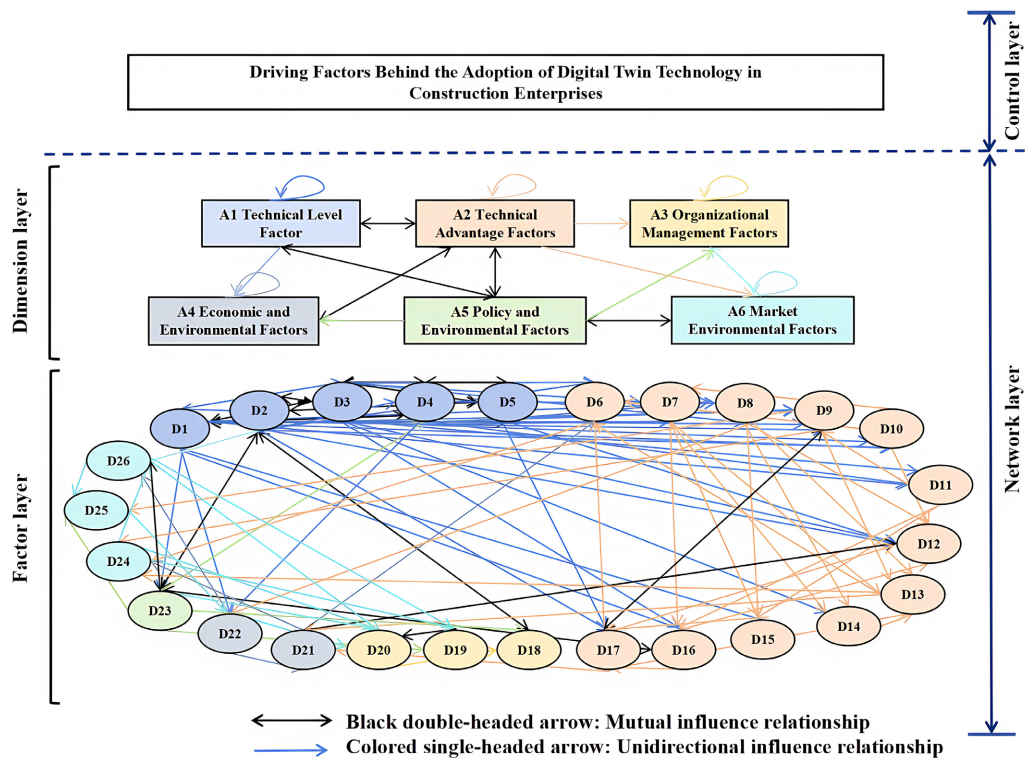 Driving Factors Behind the Adoption of Digital Twin Technology in
Construction Enterprises
Control layer
Dimension layer
A1 Technical Level
Factor
A2 Technical
Advantage Factors
A3 Organizational
Management Factors
A4 Economic and
Environmental Factors
A5 Policy and
Environmental Factors
A6 Market
Environmental Factors
Network layer
Factor layer
D1
D2
D3
D4
D5
D6
D7
D8
D9
D10
D11
D12
D13
D14
D15
D16
D17
D18
D19
D20
D21
D22
D23
D24
D25
D26
Black double-headed arrow: Mutual influence relationship
Colored single-headed arrow: Unidirectional influence relationship